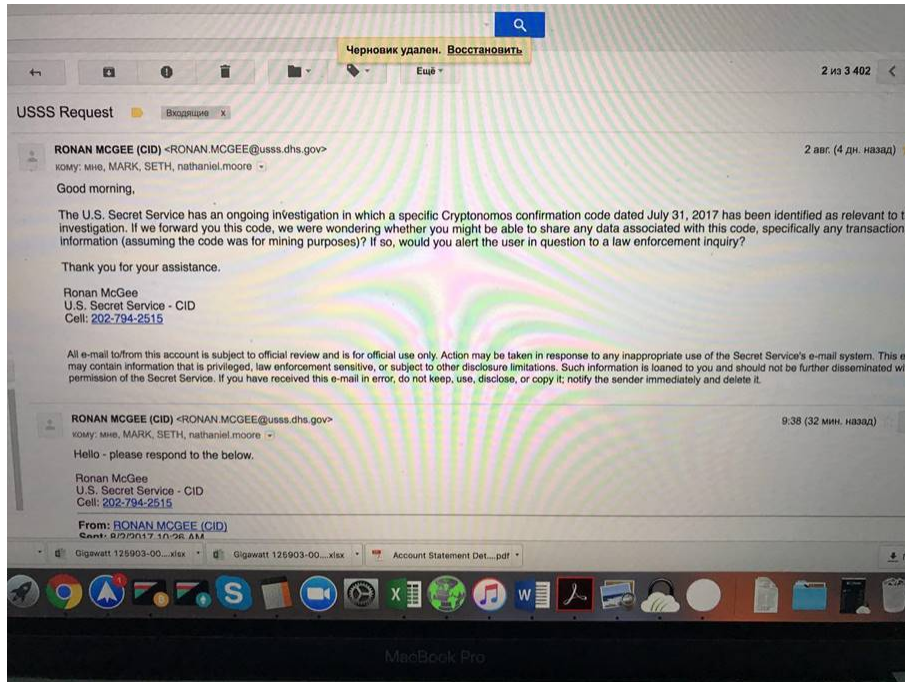 Черновик удален. Восстановить
Ещё
2 из 3 402
USSS Request
Входящие x
RONAN MCGEE (CID) <RONAN.MCGEE@usss.dhs.gov>
2 авг. (4 дн. назад)
кому: мне, MARK, SETH, nathaniel.moore
Good morning,
The U.S. Secret Service has an ongoing investigation in which a specific Cryptonomos confirmation code dated July 31, 2017 has been identified as relevant to t
investigation. If we forward you this code, we were wondering whether you might be able to share any data associated with this code, specifically any transaction
information (assuming the code was for mining purposes)? If so, would you alert the user in question to a law enforcement inquiry?
Thank you for your assistance.
Ronan McGee
U.S. Secret Service - CID
Cell: 202-794-2515
All e-mail to/from this account is subject to official review and is for official use only. Action may be taken in response to any inappropriate use of the Secret Service's e-mail system. This e
may contain information that is privileged, law enforcement sensitive, or subject to other disclosure limitations. Such information is loaned to you and should not be further disseminated wi
permission of the Secret Service. If you have received this e-mail in error, do not keep, use, disclose, or copy it; notify the sender immediately and delete it.
RONAN MCGEE (CID) <RONAN.MCGEE@usss.dhs.gov>
9:38 (32 мин. назад)
кому: мне, MARK, SETH, nathaniel.moore
Hello - please respond to the below.
Ronan McGee
U.S. Secret Service - CID
Cell: 202-794-2515
From: RONAN MCGEE (CID)
Sent: 8/2/2017 10:26 AM
Gigawatt 126903-00....xlsx
Gigawatt 126903-00....xlsx
Account Statement Det....pdf
MacBook Pro